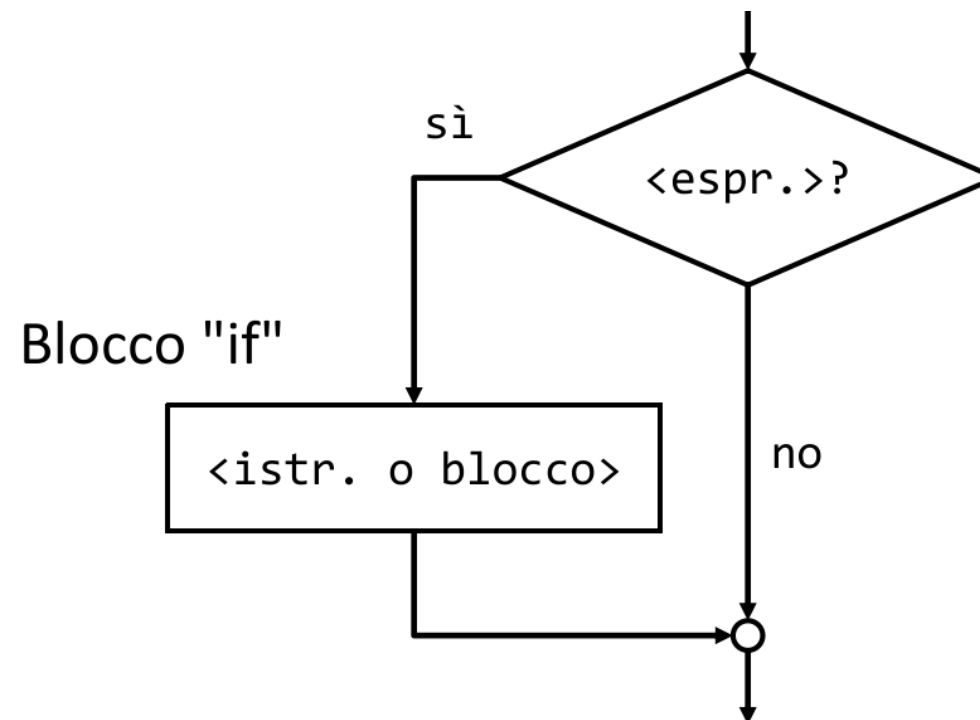 sì
<espr.>?
Blocco "if"
<istr. o blocco>
no